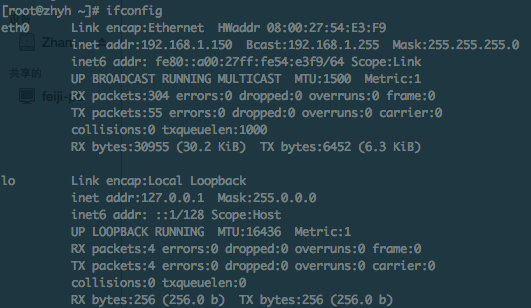 [root@zhyh ~]# ifconfig
eth0      Link encap:Ethernet  HWaddr 08:00:27:54:E3:F9
          inet addr:192.168.1.150  Bcast:192.168.1.255  Mask:255.255.255.0
          inet6 addr: fe80::a00:27ff:fe54:e3f9/64 Scope:Link
          UP BROADCAST RUNNING MULTICAST  MTU:1500  Metric:1
          RX packets:304 errors:0 dropped:0 overruns:0 frame:0
          TX packets:55 errors:0 dropped:0 overruns:0 carrier:0
          collisions:0 txqueuelen:1000
          RX bytes:30955 (30.2 KiB)  TX bytes:6452 (6.3 KiB)
lo        Link encap:Local Loopback
          inet addr:127.0.0.1  Mask:255.0.0.0
          inet6 addr: ::1/128 Scope:Host
          UP LOOPBACK RUNNING  MTU:16436  Metric:1
          RX packets:4 errors:0 dropped:0 overruns:0 frame:0
          TX packets:4 errors:0 dropped:0 overruns:0 carrier:0
          collisions:0 txqueuelen:0
          RX bytes:256 (256.0 b)  TX bytes:256 (256.0 b)
共享的